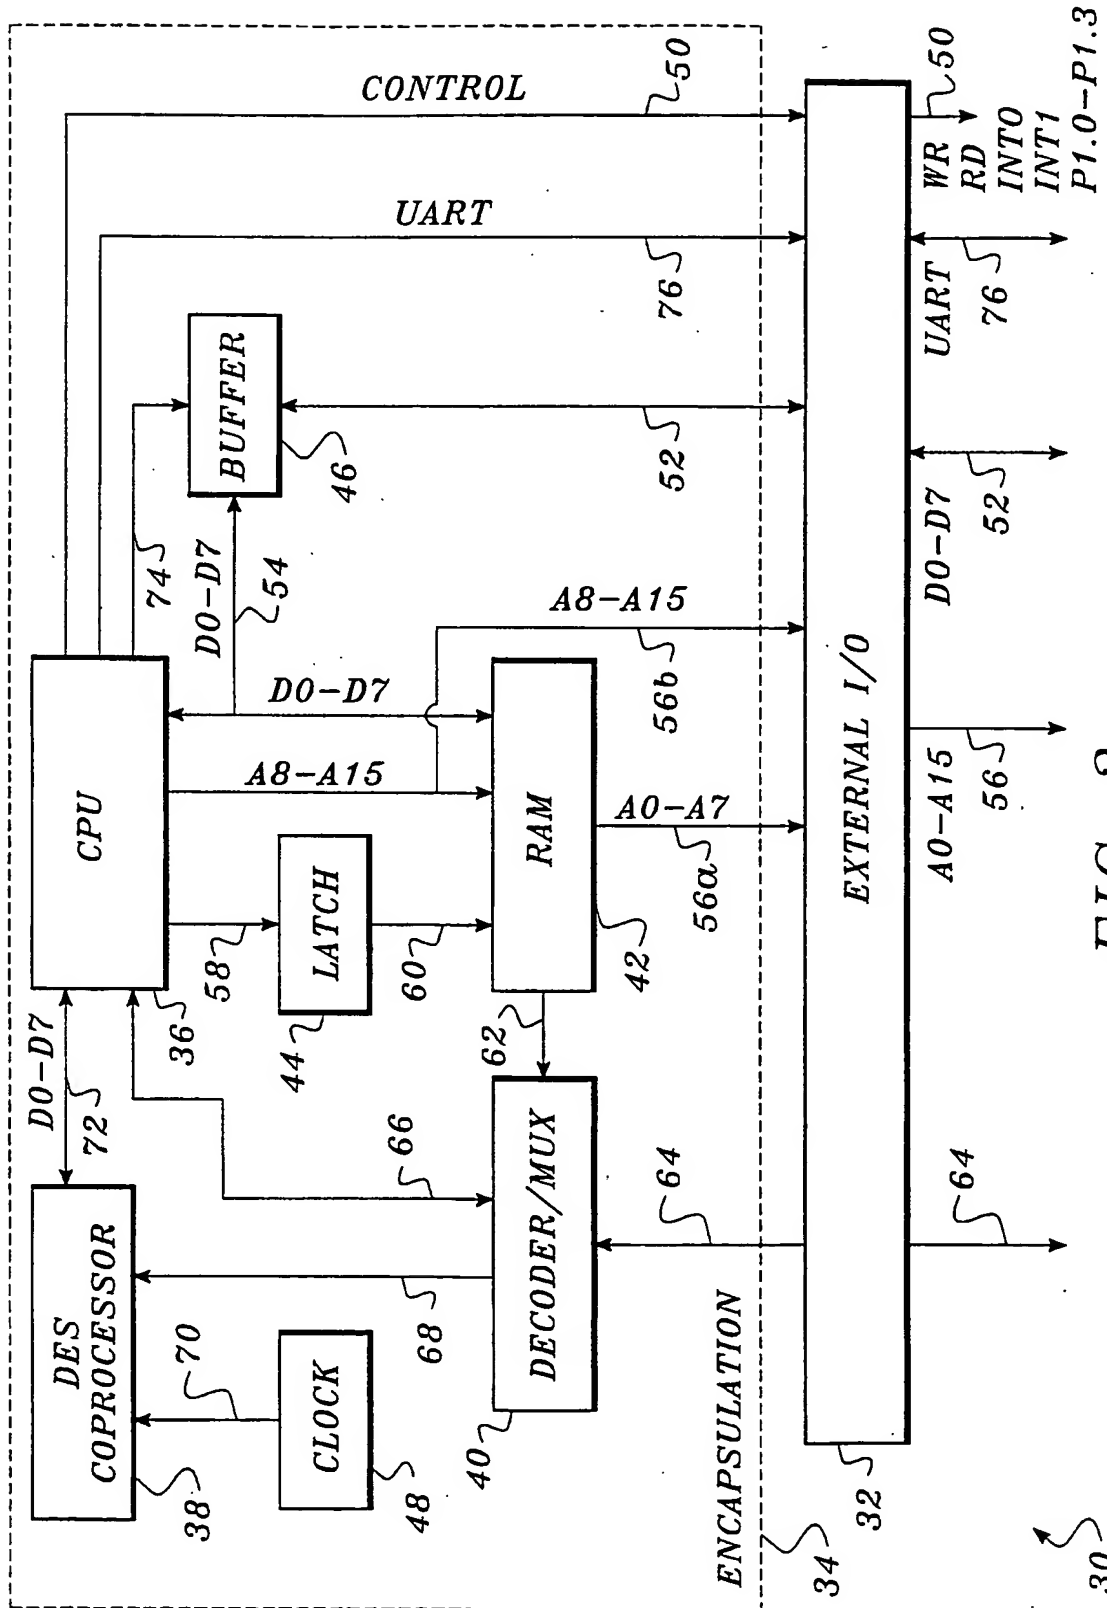 DES
COPROCESSOR
38
D0-D7
72
CPU
36
CONTROL
50
UART
76
74
BUFFER
46
D0-D7
54
52
70
CLOCK
48
68
66
58
LATCH
44
60
A8-A15
D0-D7
A8-A15
56b
DECODER/MUX
40
62
RAM
42
A0-A7
56a
64
ENCAPSULATION
34
EXTERNAL I/O
32
64
A0-A15
56
D0-D7
52
UART
76
WR
RD
INT0
INT1
P1.0-P1.3
50
30